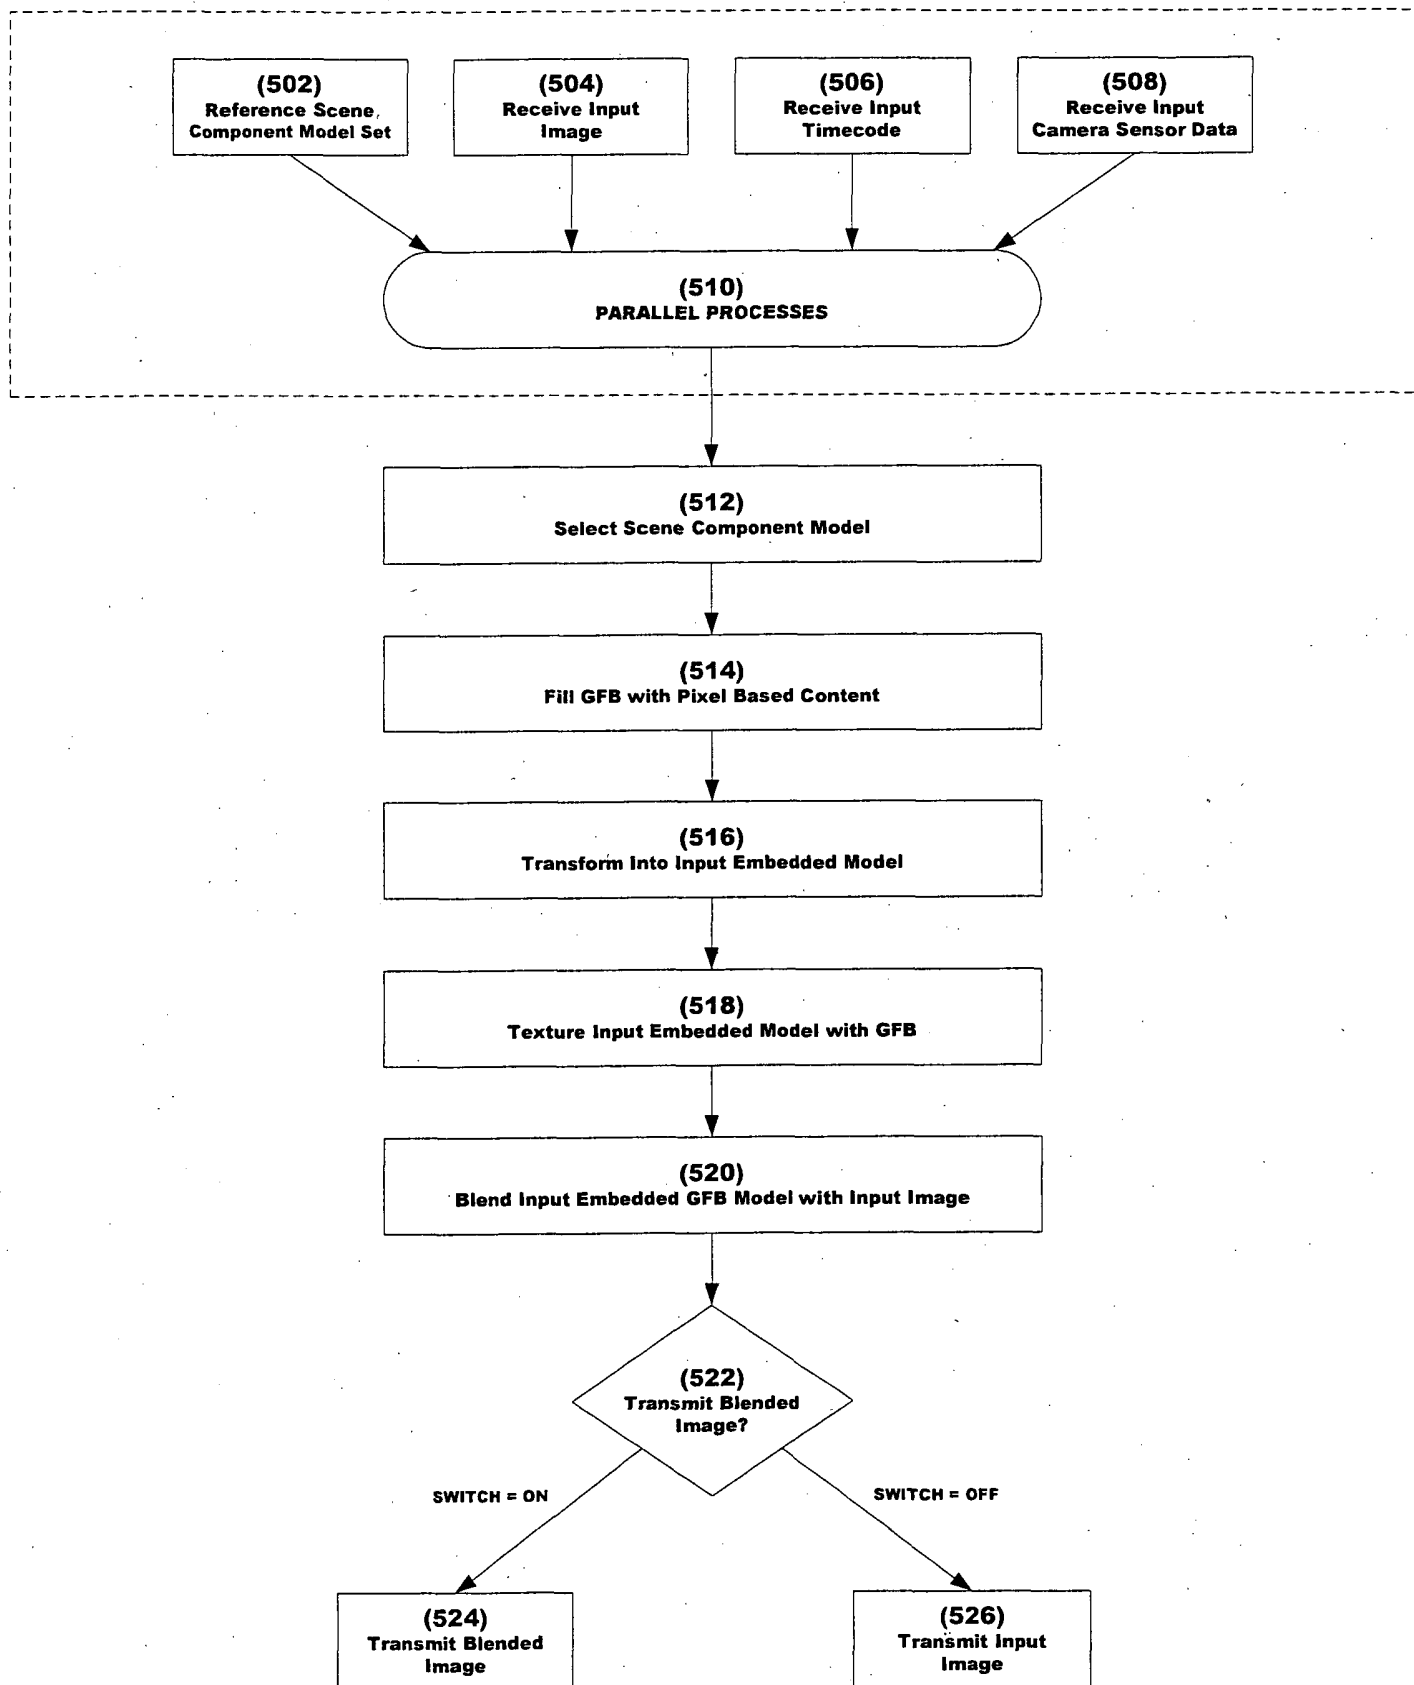 (502)
Reference Scene
Component Model Set
(504)
Receive Input
Image
(506)
Receive Input
Timecode
(508)
Receive Input
Camera Sensor Data
(510)
PARALLEL PROCESSES
(512)
Select Scene Component Model
(514)
Fill GFB with Pixel Based Content
(516)
Transform Into Input Embedded Model
(518)
Texture Input Embedded Model with GFB
(520)
Blend Input Embedded GFB Model with Input Image
(522)
Transmit Blended
Image?
SWITCH = ON
SWITCH = OFF
(524)
Transmit Blended
Image
(526)
Transmit Input
Image